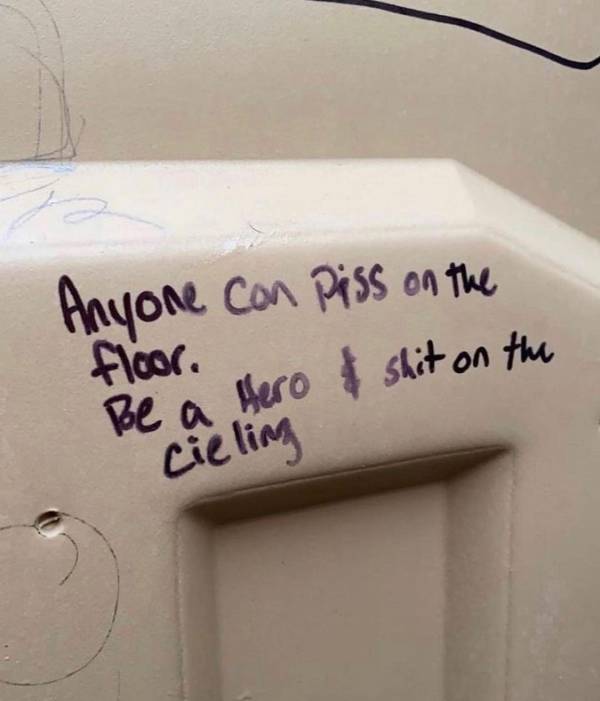 Anyone can Piss on the
floor.
Be a Hero & shit on the
cieling